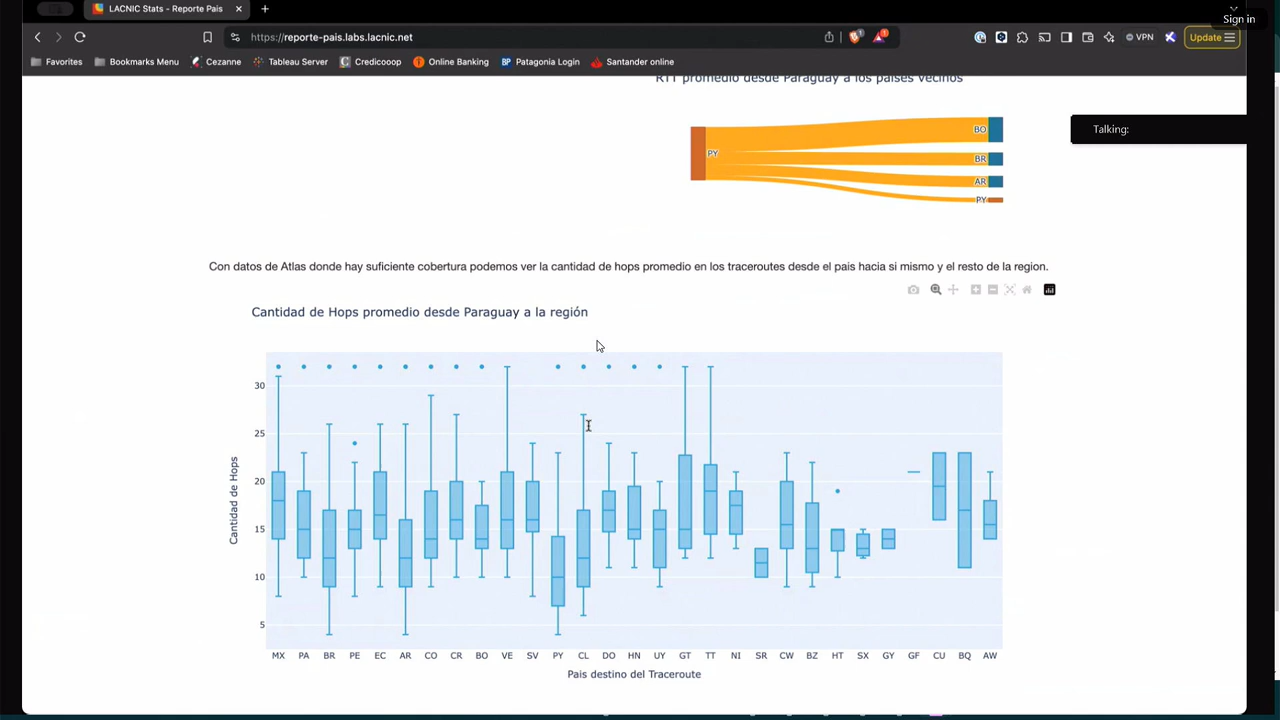 LACNIC Stats - Reporte Pais
Sign in
https://reporte-pais.labs.lacnic.net
VPN
Update
Favorites
Bookmarks Menu
Cezanne
Tableau Server
Credicoop
Online Banking
Patagonia Login
Santander online
RTT promedio desde Paraguay a los países vecinos
Talking:
PY
BO
BR
AR
PY
Con datos de Atlas donde hay suficiente cobertura podemos ver la cantidad de hops promedio en los traceroutes desde el pais hacia si mismo y el resto de la region.
Cantidad de Hops promedio desde Paraguay a la región
Cantidad de Hops
30
25
20
15
10
5
MX PA BR PE EC AR CO CR BO VE SV PY CL DO HN UY GT TT NI SR CW BZ HT SX GY GF CU BQ AW
Pais destino del Traceroute